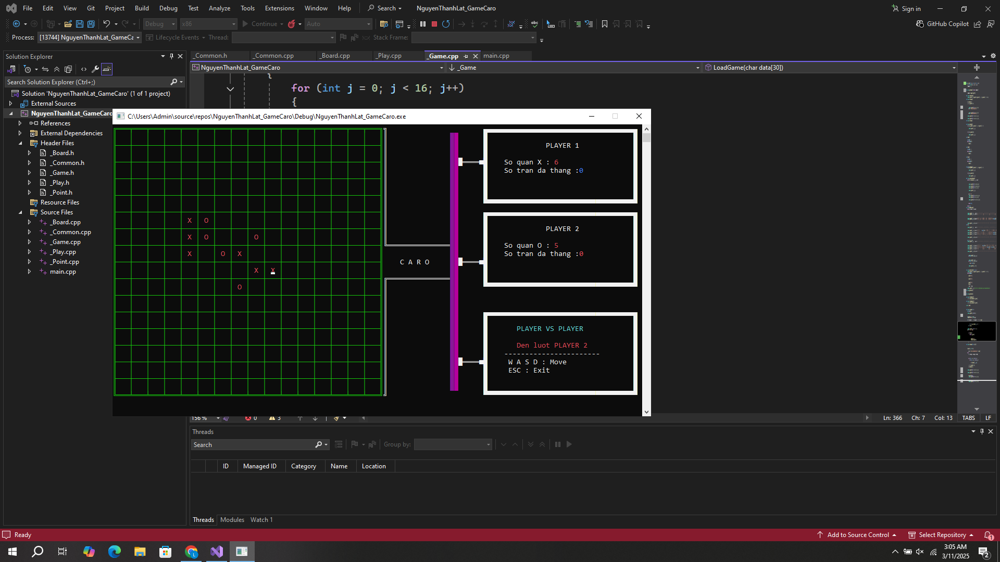 File Edit View Git Project Build Debug Test Analyze Tools Extensions Window Help Search NguyenThanhLat_GameCaro Sign in
Debug x86 Continue Auto GitHub Copilot
Process: [13744] NguyenThanhLat_GameCa Lifecycle Events Thread: Stack Frame:
Solution Explorer
_Common.h _Common.cpp _Board.cpp _Play.cpp _Game.cpp main.cpp
NguyenThanhLat_GameCaro _Game LoadGame(char data[30])
Search Solution Explorer (Ctrl+;)
Solution 'NguyenThanhLat_GameCaro' (1 of 1 project)
External Sources
NguyenThanhLat_GameCaro
References
External Dependencies
Header Files
_Board.h
_Common.h
_Game.h
_Play.h
_Point.h
Resource Files
Source Files
_Board.cpp
_Common.cpp
_Game.cpp
_Play.cpp
_Point.cpp
main.cpp
{
for (int j = 0; j < 16; j++)
{
C:\Users\Admin\source\repos\NguyenThanhLat_GameCaro\Debug\NguyenThanhLat_GameCaro.exe
X O
X O O
X O X
X X
O
C A R O
PLAYER 1
So quan X : 6
So tran da thang :0
PLAYER 2
So quan O : 5
So tran da thang :0
PLAYER VS PLAYER
Den luot PLAYER 2
-----------------------
W A S D : Move
ESC : Exit
156 % 0 3 Ln: 366 Ch: 7 Col: 13 TABS LF
Threads
Search Group by:
ID Managed ID Category Name Location
Threads Modules Watch 1
Ready Add to Source Control Select Repository 1
3:05 AM
3/11/2025
2